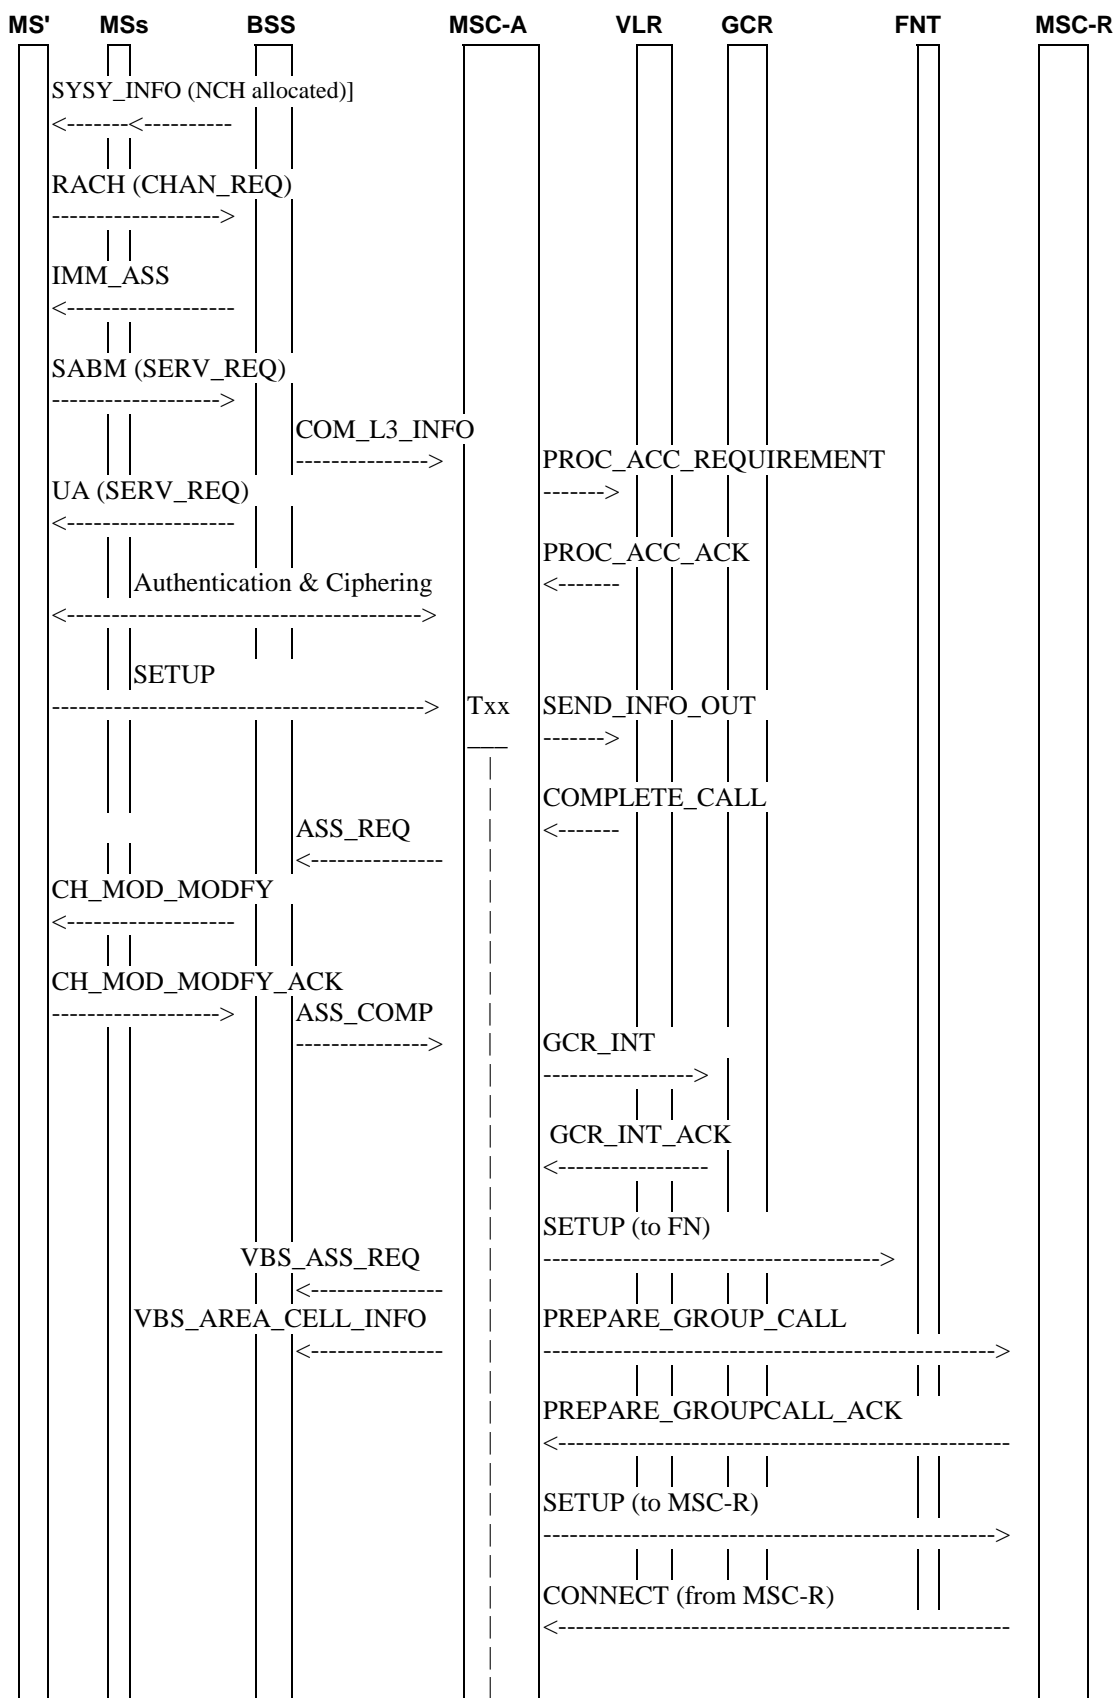 MS' MSs BSS MSC-A VLR GCR FNT MSC-R
SYSY_INFO (NCH allocated)]
<-------<----------
RACH (CHAN_REQ)
------------------->
IMM_ASS
<-------------------
SABM (SERV_REQ)
------------------->
COM_L3_INFO
---------------> PROC_ACC_REQUIREMENT
UA (SERV_REQ) ------->
<-------------------
PROC_ACC_ACK
Authentication & Ciphering <-------
<---------------------------------------->
SETUP
------------------------------------------> Txx SEND_INFO_OUT
___ ------->
|
| COMPLETE_CALL
ASS_REQ | <-------
<--------------- |
CH_MOD_MODFY |
<------------------- |
|
CH_MOD_MODFY_ACK |
-------------------> ASS_COMP |
---------------> | GCR_INT
| ----------------->
|
| GCR_INT_ACK
| <-----------------
|
| SETUP (to FN)
VBS_ASS_REQ | -------------------------------------->
<--------------- |
VBS_AREA_CELL_INFO | PREPARE_GROUP_CALL
<--------------- | --------------------------------------------------->
|
| PREPARE_GROUPCALL_ACK
| <---------------------------------------------------
|
| SETUP (to MSC-R)
| --------------------------------------------------->
|
| CONNECT (from MSC-R)
| <---------------------------------------------------
|
|